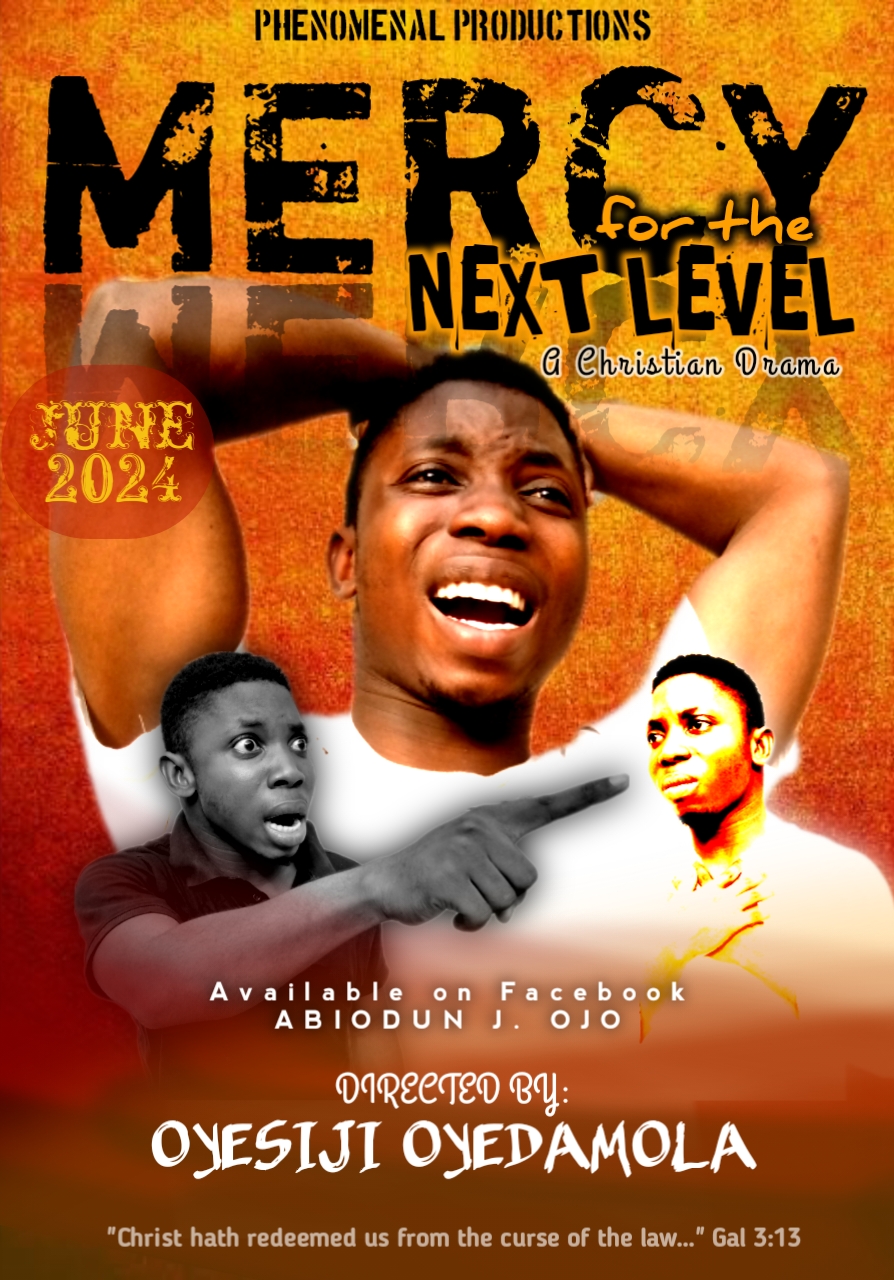 PHENOMENAL PRODUCTIONS
MERCY
for the
NEXT LEVEL
A Christian Drama
JUNE
2024
Available on Facebook
ABIODUN J. OJO
DIRECTED BY:
OYESIJI OYEDAMOLA
"Christ hath redeemed us from the curse of the law..." Gal 3:13